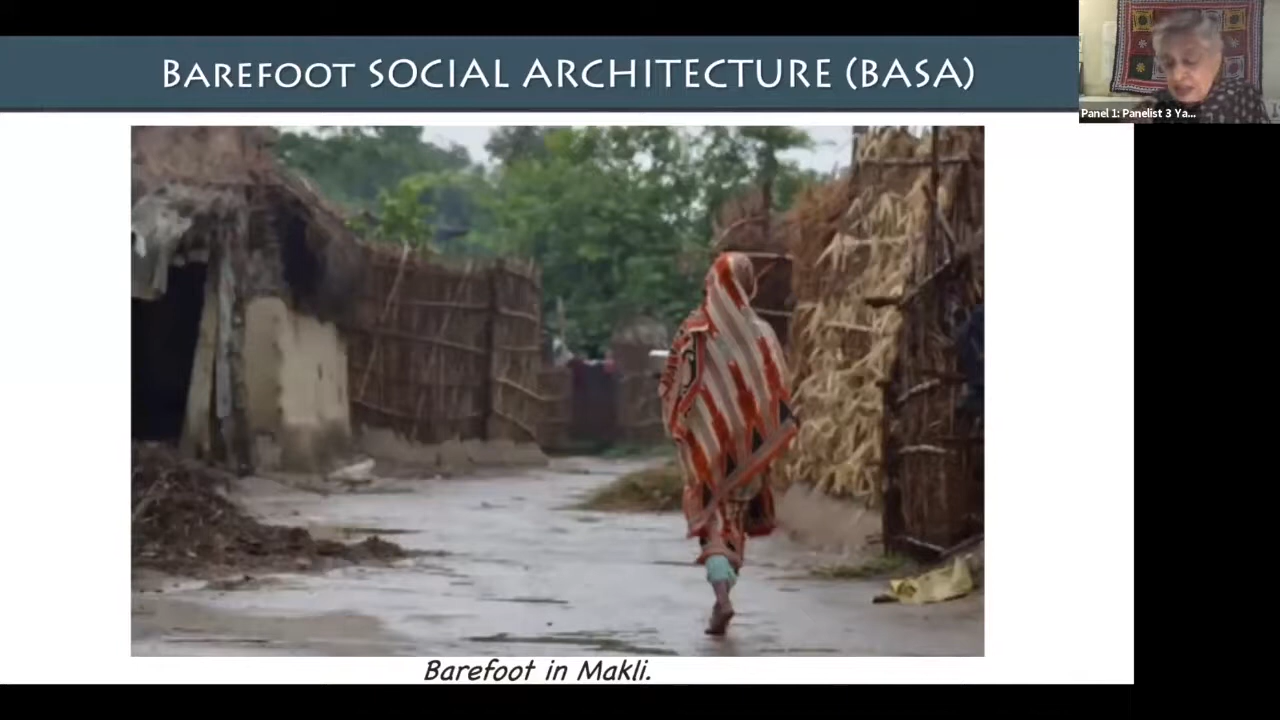 BAREFOOT SOCIAL ARCHITECTURE (BASA)
Panel 1: Panelist 3 Ya...
Barefoot in Makli.